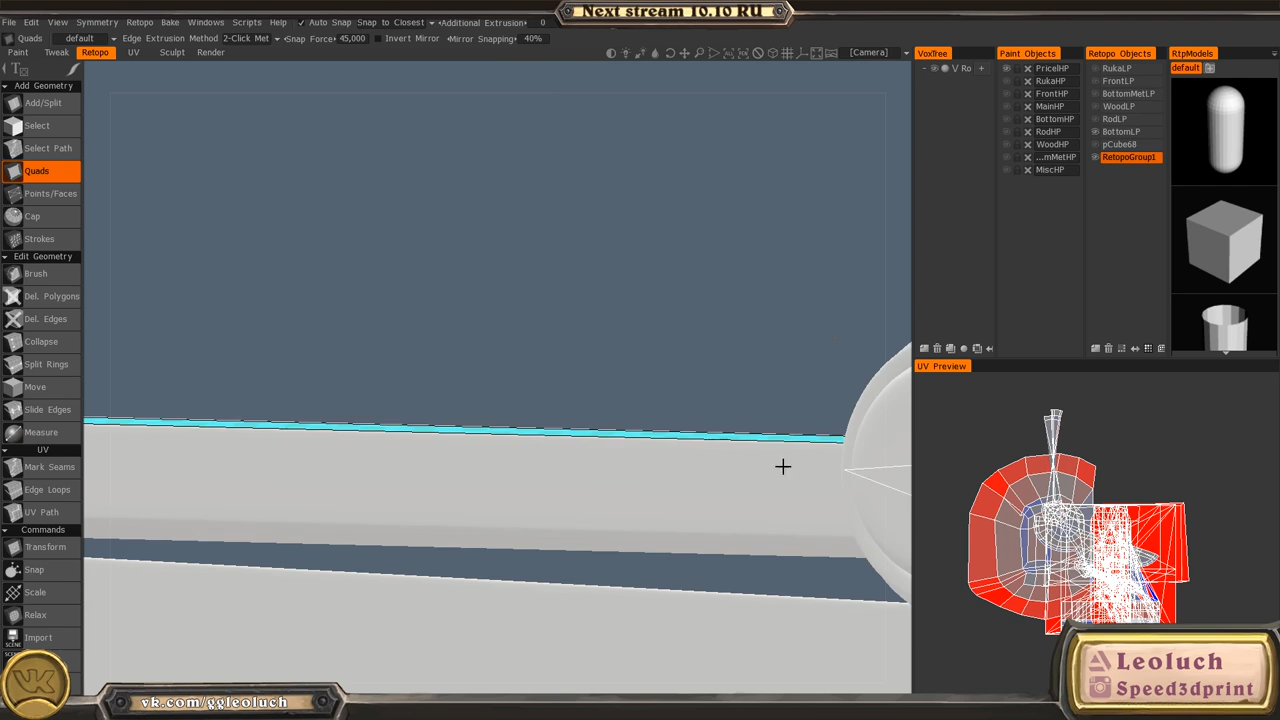 Next stream 10.10 RU
File Edit View Symmetry Retopo Bake Windows Scripts Help Auto Snap Snap to Closest Additional Extrusion 0
Quads default Edge Extrusion Method 2-Click Met Snap Force 45,000 Invert Mirror Mirror Snapping 40%
Paint Tweak Retopo UV Sculpt Render [Camera]
Add Geometry
Add/Split
Select
Select Path
Quads
Points/Faces
Cap
Strokes
Edit Geometry
Brush
Del. Polygons
Del. Edges
Collapse
Split Rings
Move
Slide Edges
Measure
UV
Mark Seams
Edge Loops
UV Path
Commands
Transform
Snap
Scale
Relax
Import
SCENE
VoxTree
V Ro +
Paint Objects
PricelHP
RukaHP
FrontHP
MainHP
BottomHP
RodHP
WoodHP
...mMetHP
MiscHP
Retopo Objects
RukaLP
FrontLP
BottomMetLP
WoodLP
RodLP
BottomLP
pCube68
RetopoGroup1
RtpModels
default
UV Preview
vk.com/ggleoluch
Leoluch
Speed3dprint